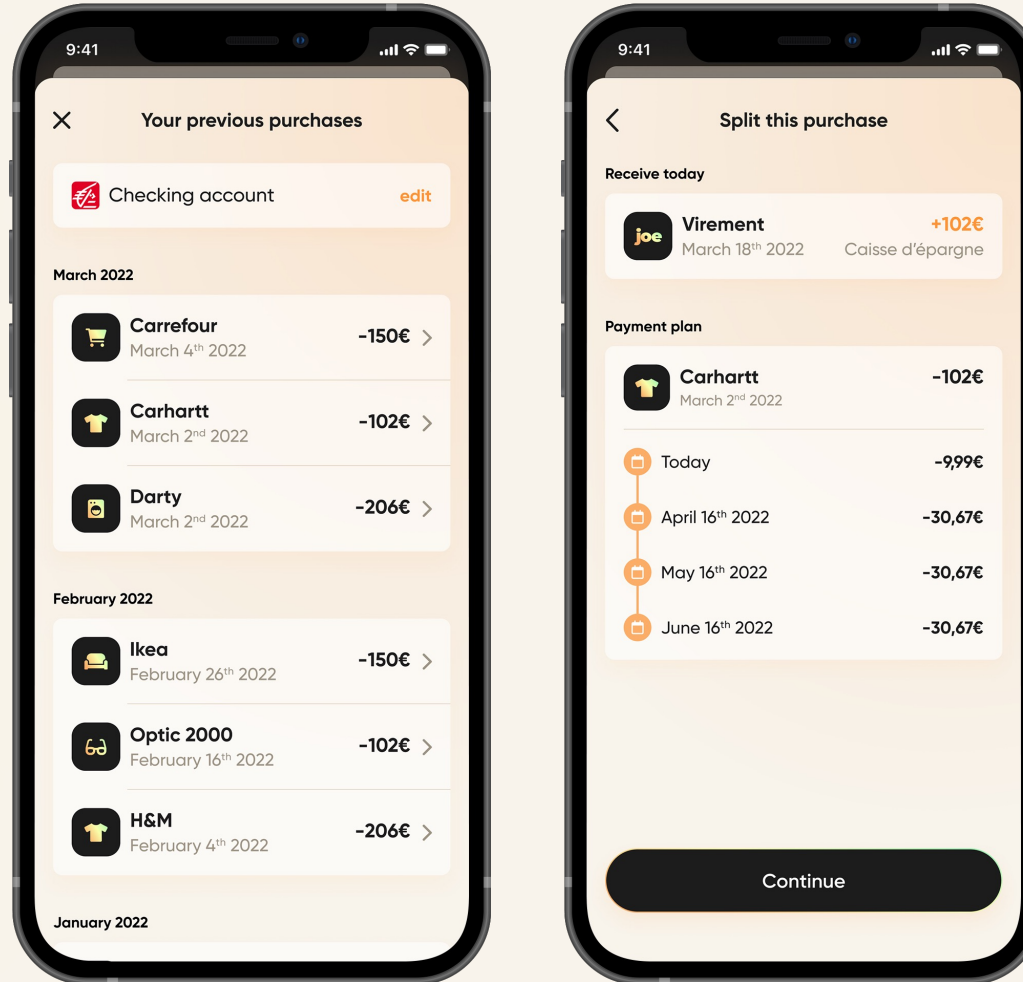 9:41
Your previous purchases
Checking account edit
March 2022
Carrefour
March 4th 2022
-150€
Carhartt
March 2nd 2022
-102€
Darty
March 2nd 2022
-206€
February 2022
Ikea
February 26th 2022
-150€
Optic 2000
February 16th 2022
-102€
H&M
February 4th 2022
-206€
January 2022
9:41
Split this purchase
Receive today
joe
Virement +102€
March 18th 2022 Caisse d'épargne
Payment plan
Carhartt -102€
March 2nd 2022
Today -9,99€
April 16th 2022 -30,67€
May 16th 2022 -30,67€
June 16th 2022 -30,67€
Continue